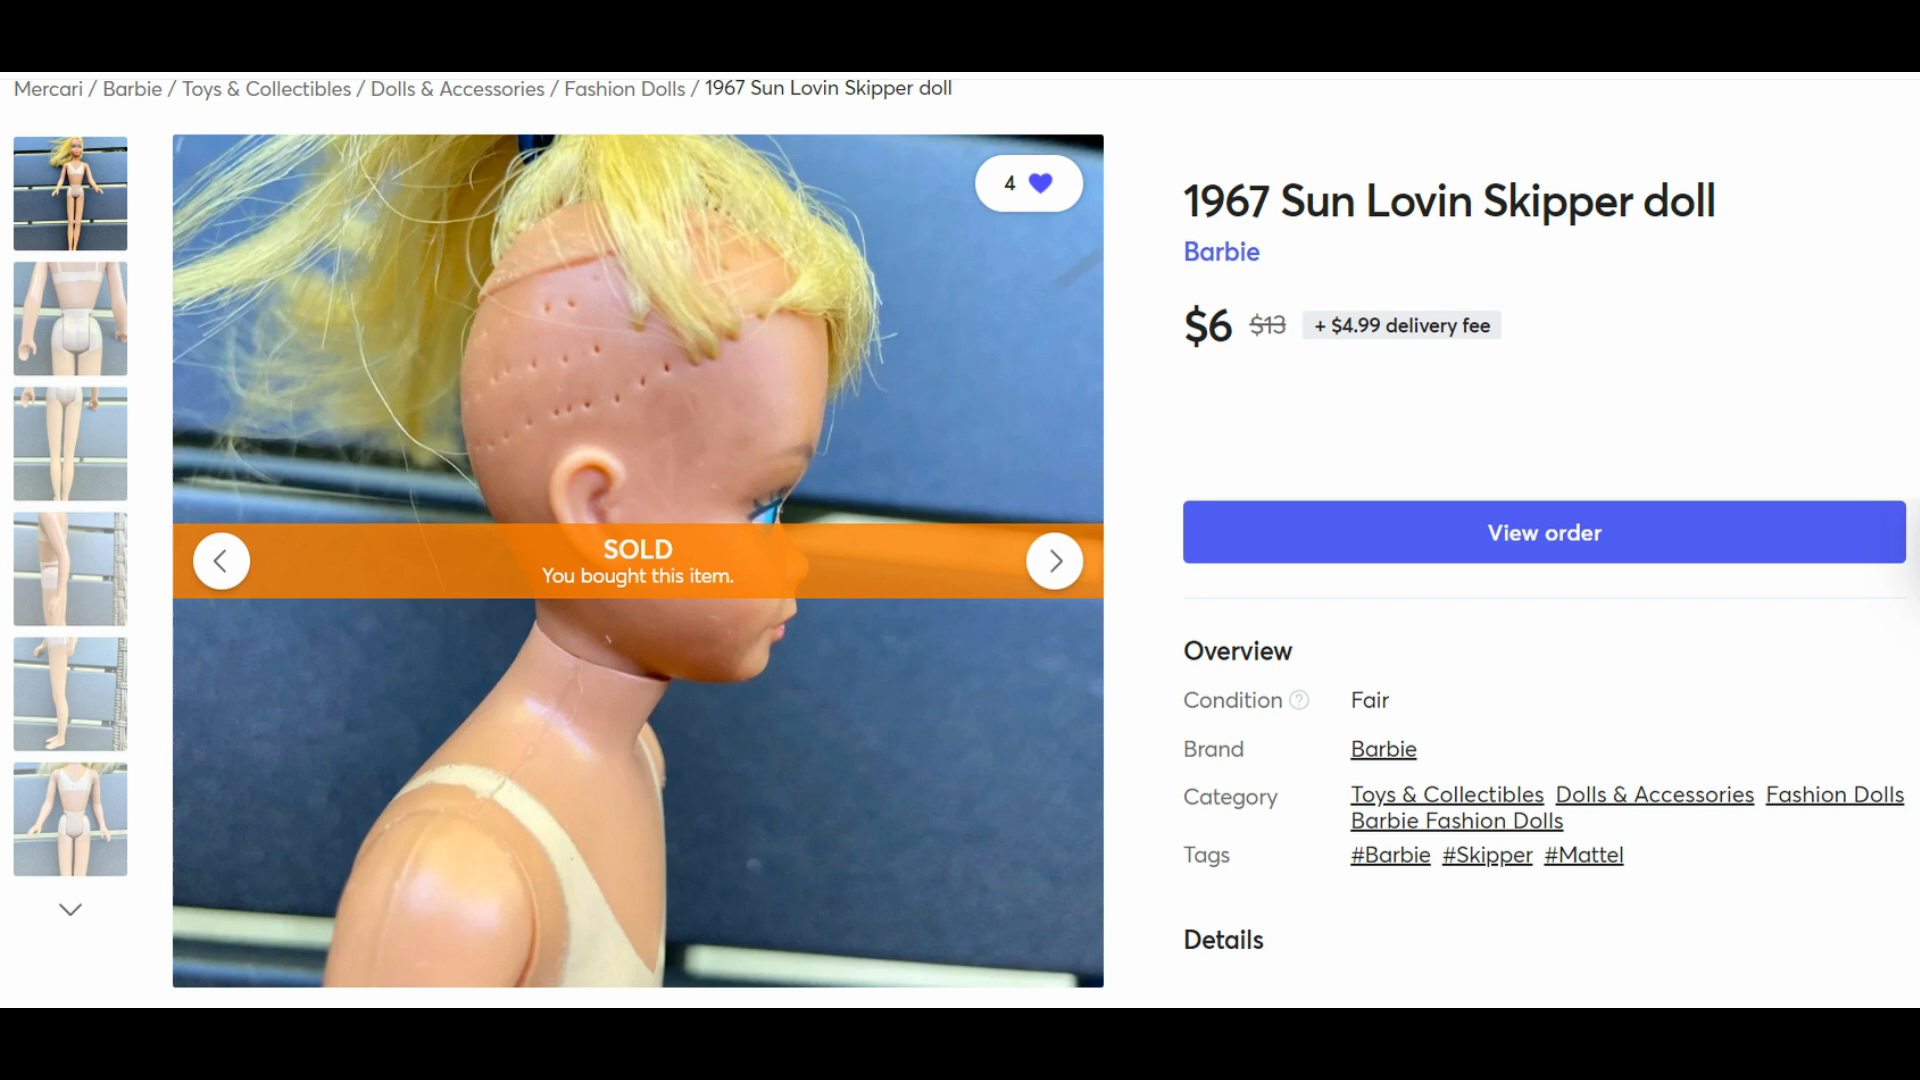 Mercari / Barbie / Toys & Collectibles / Dolls & Accessories / Fashion Dolls / 1967 Sun Lovin Skipper doll
4
SOLD
You bought this item.
1967 Sun Lovin Skipper doll
Barbie
$6 $13 + $4.99 delivery fee
View order
Overview
Condition ? Fair
Brand Barbie
Category Toys & Collectibles Dolls & Accessories Fashion Dolls
Barbie Fashion Dolls
Tags #Barbie #Skipper #Mattel
Details